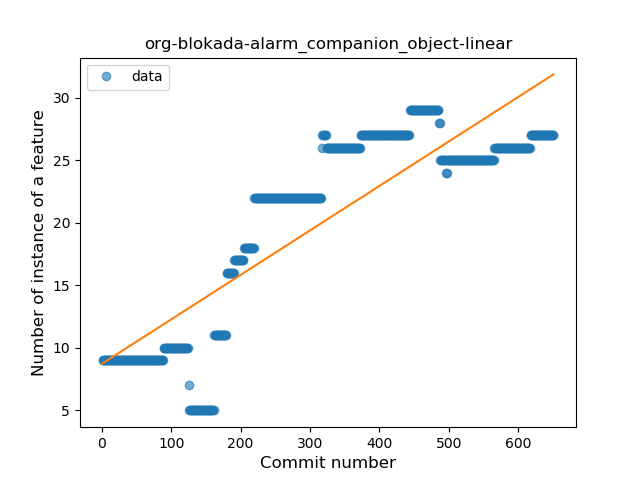 org-blokada-alarm_companion_object-linear
data
Number of instance of a feature
30
25
20
15
10
5
0 100 200 300 400 500 600
Commit number